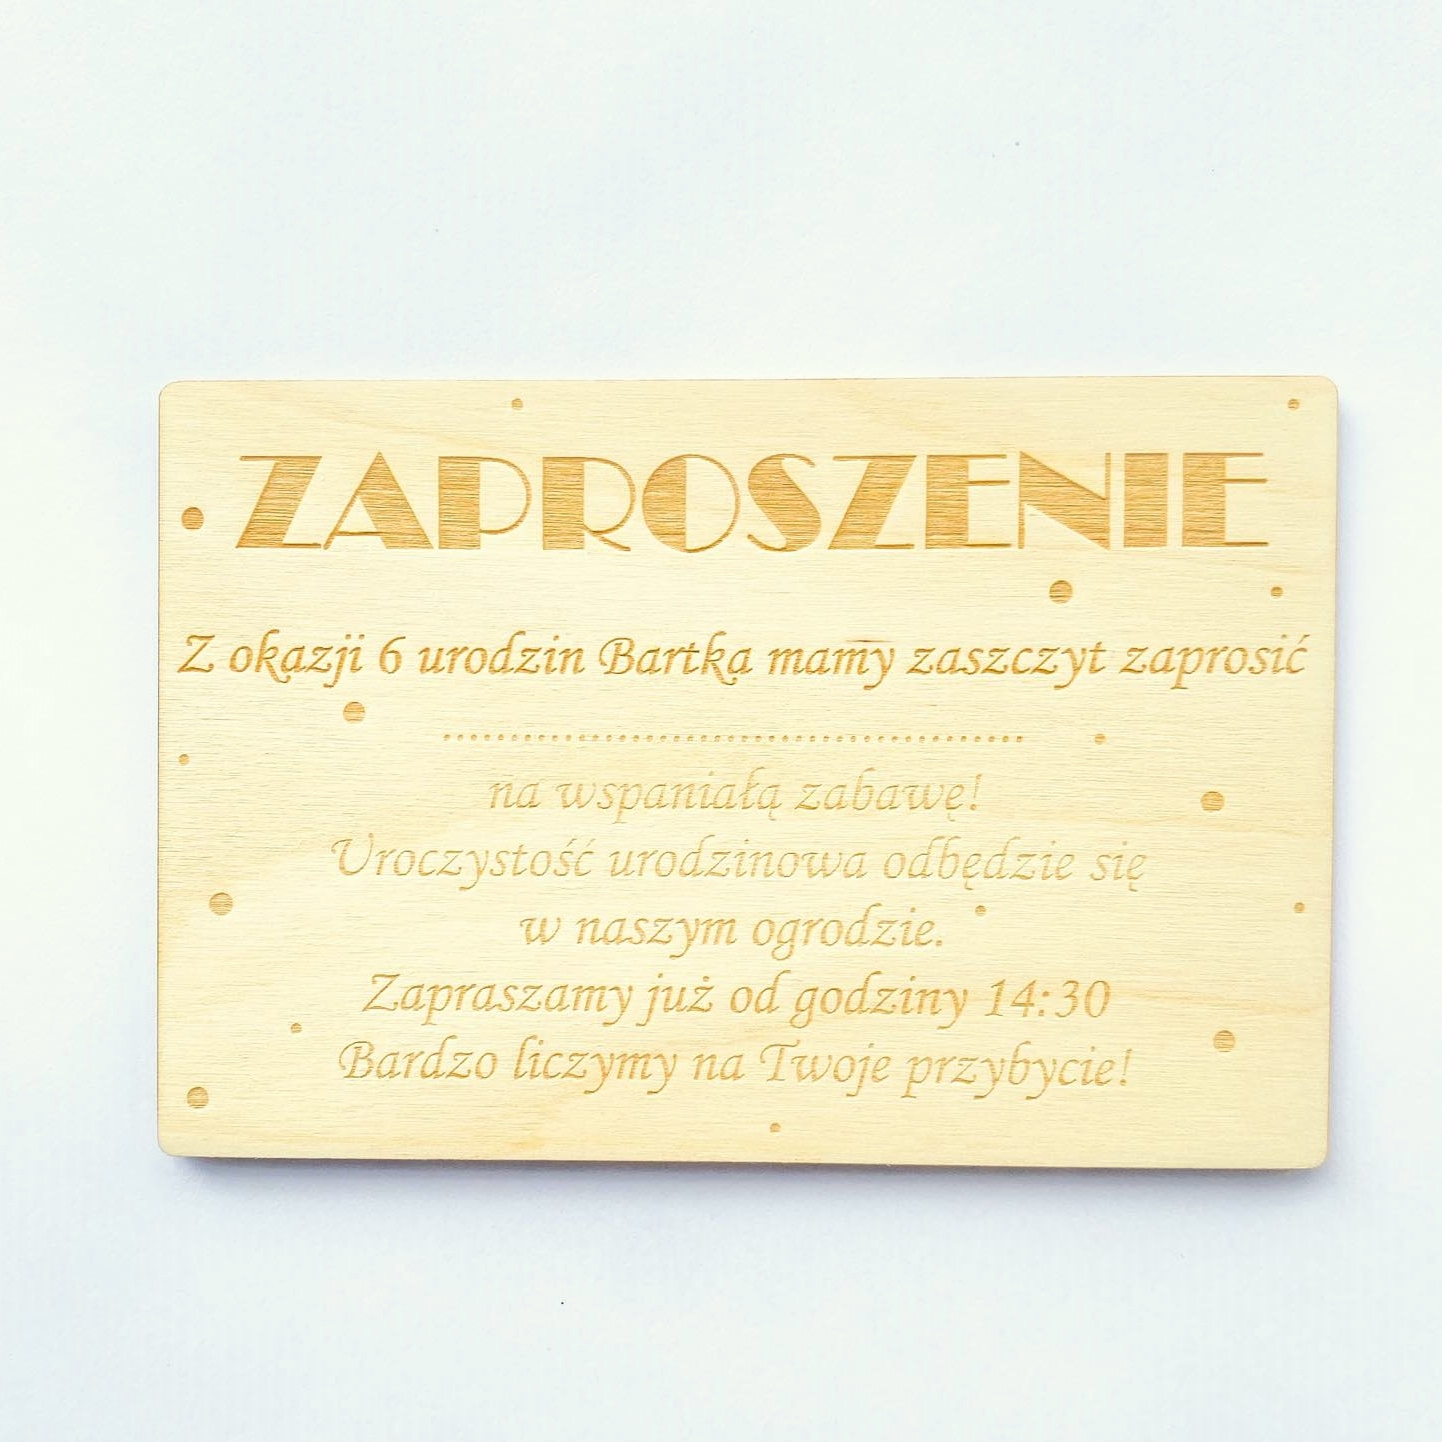 ZAPROSZENIE
Z okazji 6 urodzin Bartka mamy zaszczyt zaprosić
...........................................................
na wspaniałą zabawę!
Uroczystość urodzinowa odbędzie się
w naszym ogrodzie.
Zapraszamy już od godziny 14:30
Bardzo liczymy na Twoje przybycie!